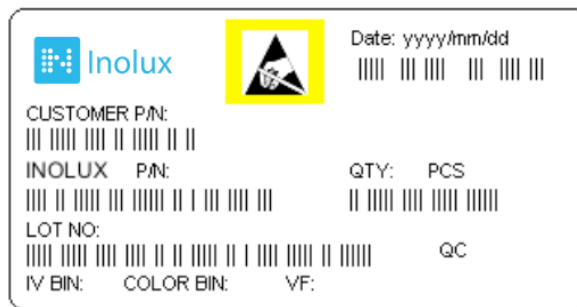 Inolux
Date: yyyy/mm/dd
CUSTOMER P/N:
INOLUX P/N: QTY: PCS
LOT NO:
QC
IV BIN: COLOR BIN: VF: